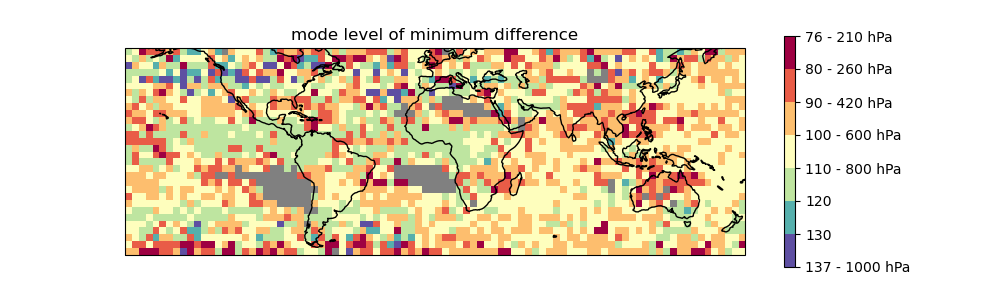 mode level of minimum difference
76 - 210 hPa
80 - 260 hPa
90 - 420 hPa
100 - 600 hPa
110 - 800 hPa
120
130
137 - 1000 hPa